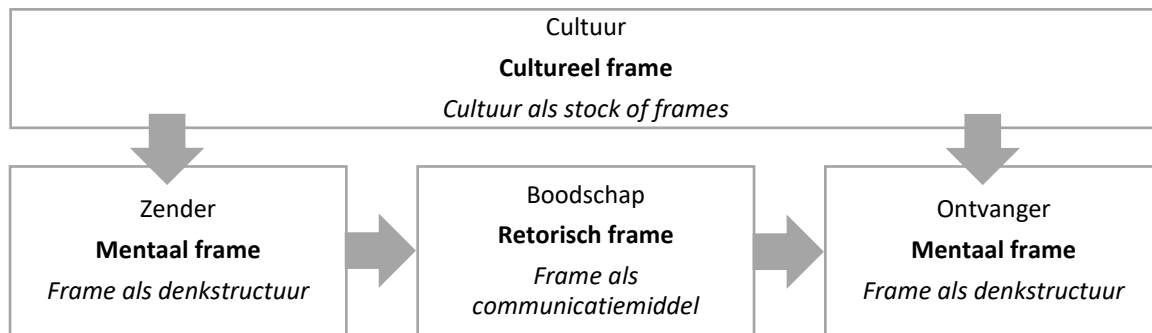 Cultuur
Cultureel frame
Cultuur als stock of frames
Zender
Mentaal frame
Frame als denkstructuur
Boodschap
Retorisch frame
Frame als
communicatiemiddel
Ontvanger
Mentaal frame
Frame als denkstructuur